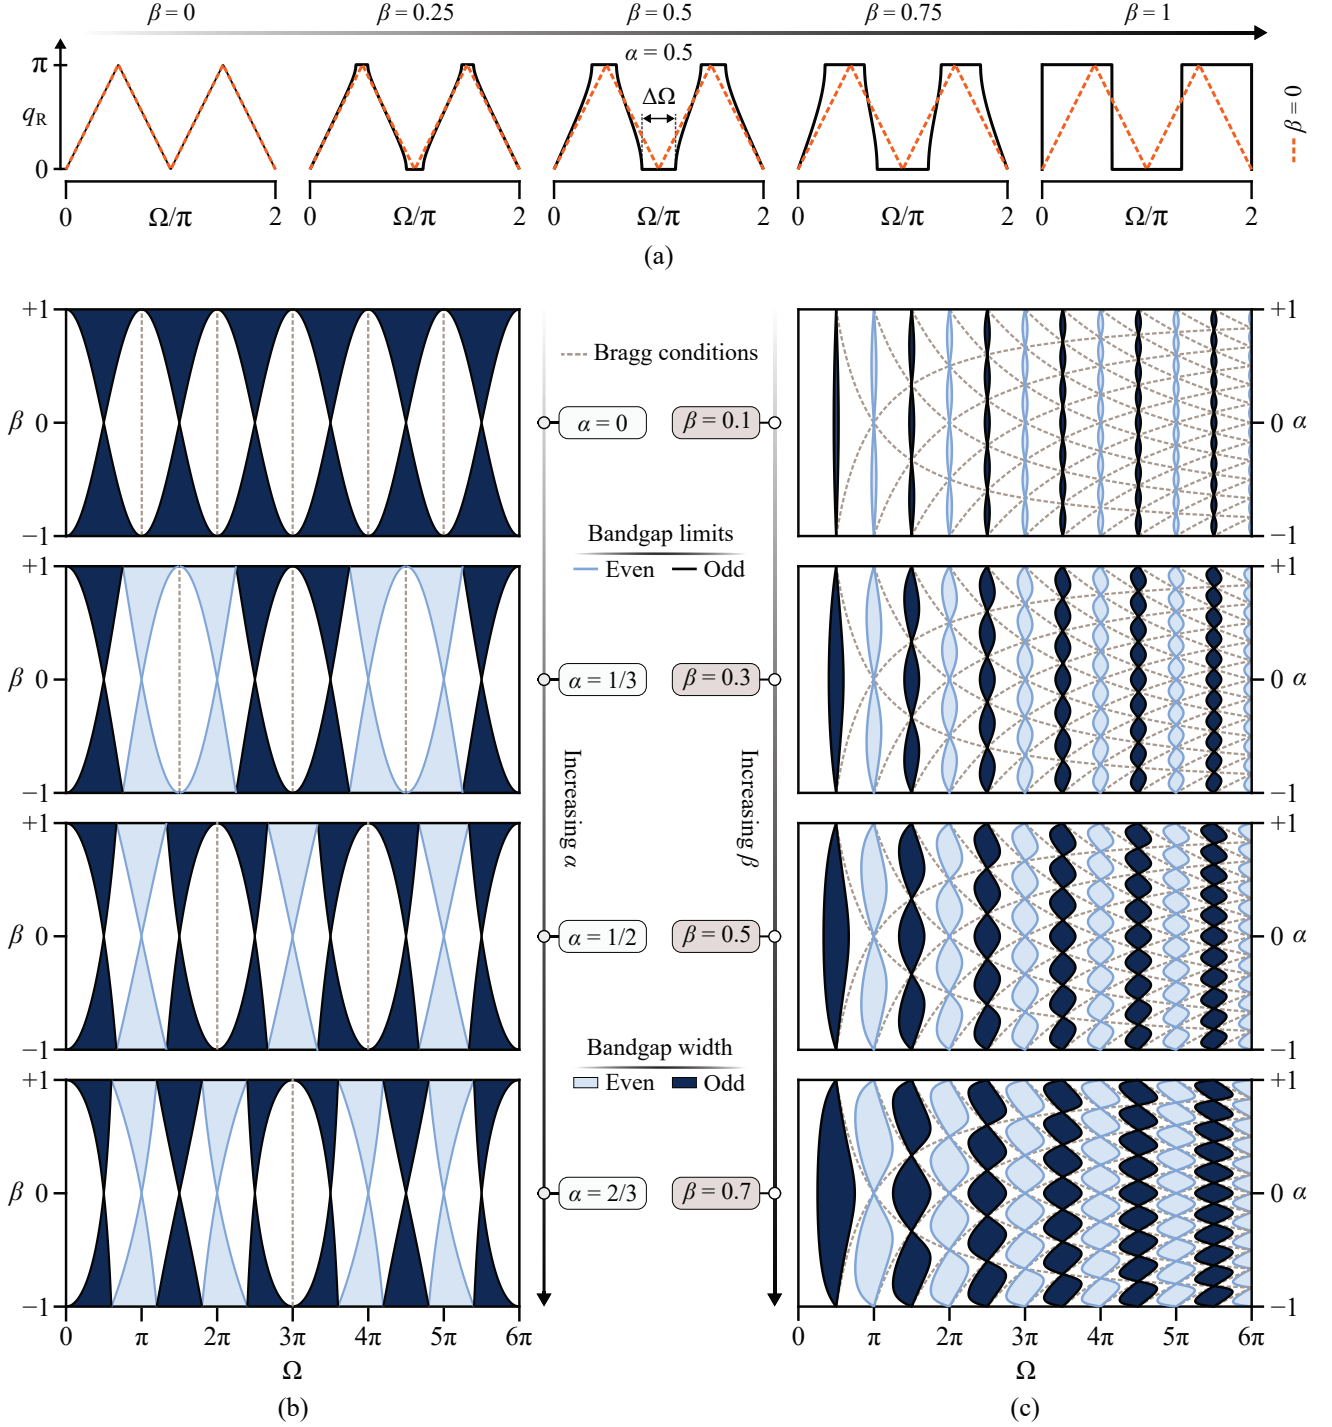 β = 0 β = 0.25 β = 0.5 β = 0.75 β = 1
α = 0.5
π
q_R
0
ΔΩ
β = 0
0 Ω/π 2 0 Ω/π 2 0 Ω/π 2 0 Ω/π 2 0 Ω/π 2
(a)
+1 +1
Bragg conditions
β 0 α = 0 β = 0.1 0 α
−1 −1
Bandgap limits
+1 Even Odd +1
β 0 α = 1/3 β = 0.3 0 α
−1 −1
Increasing α
Increasing β
+1 +1
β 0 α = 1/2 β = 0.5 0 α
−1 −1
Bandgap width
+1 Even Odd +1
β 0 α = 2/3 β = 0.7 0 α
−1 −1
0 π 2π 3π 4π 5π 6π 0 π 2π 3π 4π 5π 6π
Ω Ω
(b) (c)